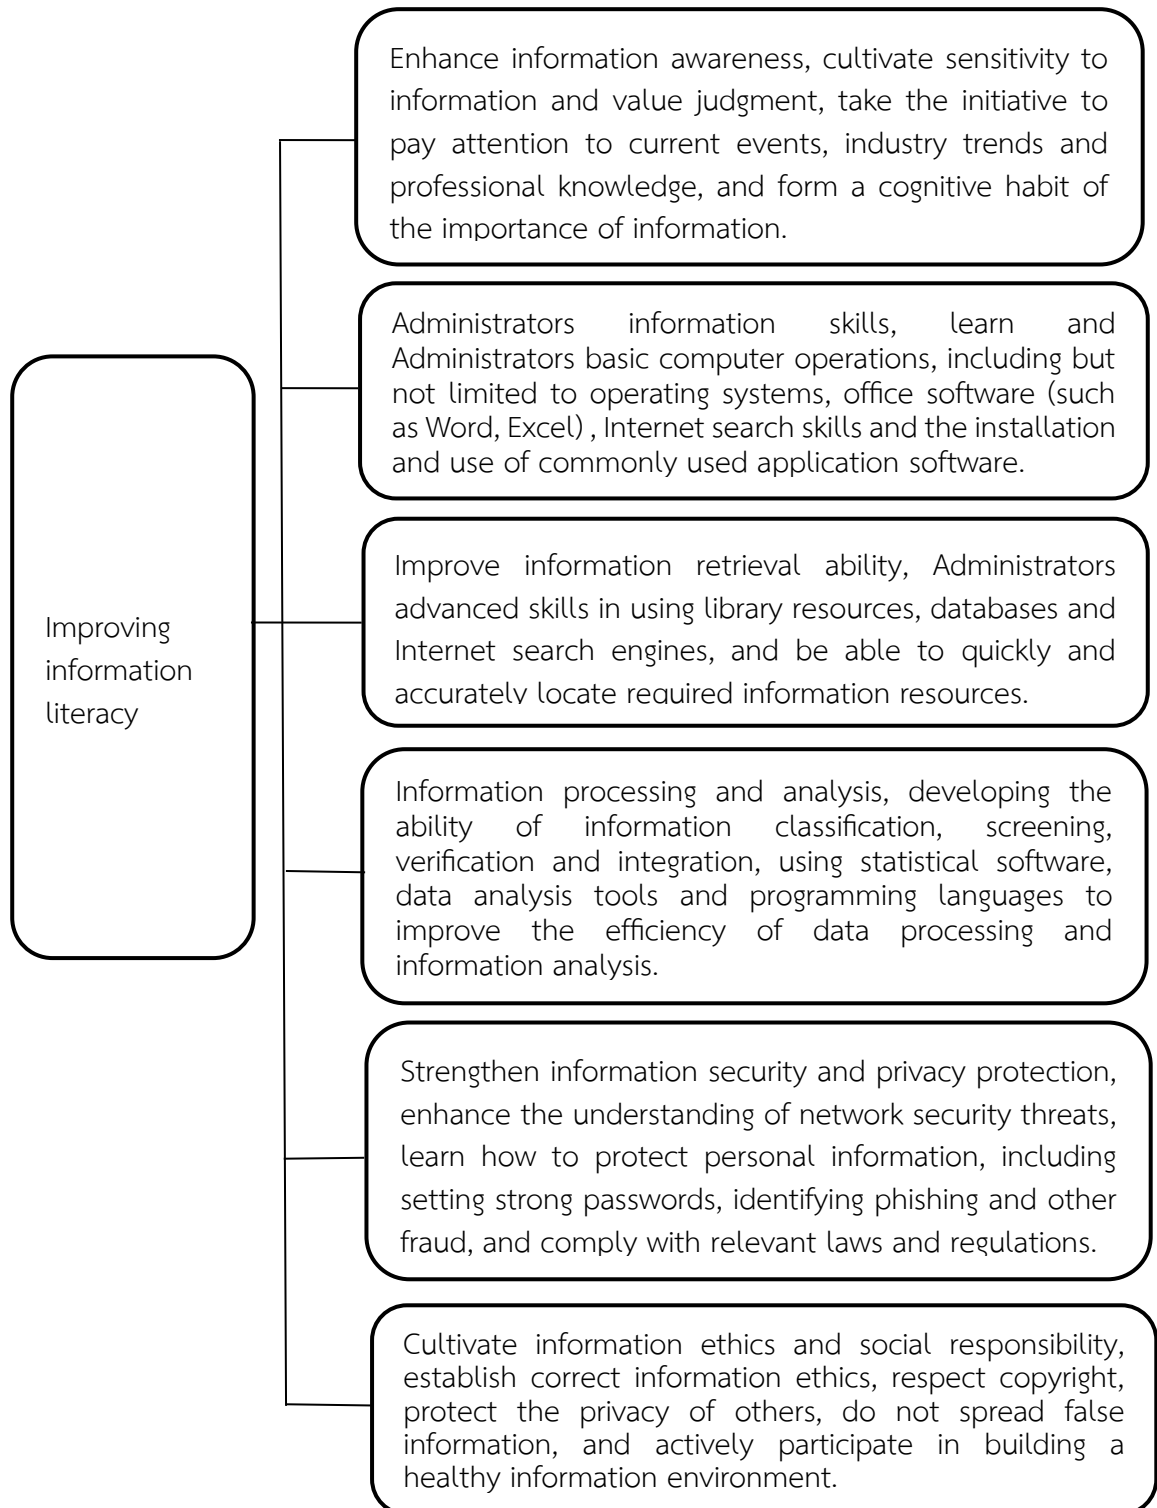 Enhance information awareness, cultivate sensitivity to
information and value judgment, take the initiative to
pay attention to current events, industry trends and
professional knowledge, and form a cognitive habit of
the importance of information.
Administrators information skills, learn and
Administrators basic computer operations, including but
not limited to operating systems, office software (such
as Word, Excel) , Internet search skills and the installation
and use of commonly used application software.
Improving
information
literacy
Improve information retrieval ability, Administrators
advanced skills in using library resources, databases and
Internet search engines, and be able to quickly and
accurately locate required information resources.
Information processing and analysis, developing the
ability of information classification, screening,
verification and integration, using statistical software,
data analysis tools and programming languages to
improve the efficiency of data processing and
information analysis.
Strengthen information security and privacy protection,
enhance the understanding of network security threats,
learn how to protect personal information, including
setting strong passwords, identifying phishing and other
fraud, and comply with relevant laws and regulations.
Cultivate information ethics and social responsibility,
establish correct information ethics, respect copyright,
protect the privacy of others, do not spread false
information, and actively participate in building a
healthy information environment.